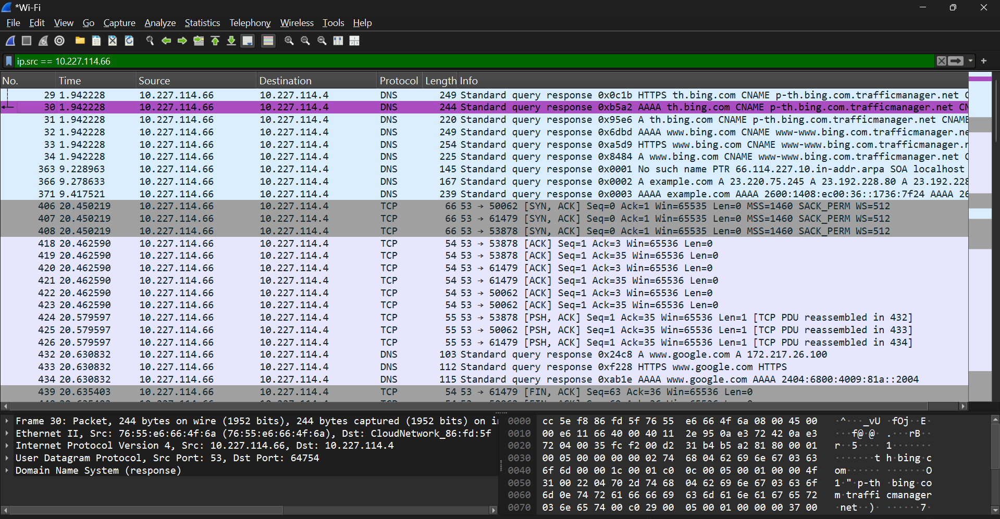 *Wi-Fi
File Edit View Go Capture Analyze Statistics Telephony Wireless Tools Help
ip.src == 10.227.114.66
No. Time Source Destination Protocol Length Info
29 1.942228 10.227.114.66 10.227.114.4 DNS 249 Standard query response 0x0c1b HTTPS th.bing.com CNAME p-th.bing.com.trafficmanager.net C
30 1.942228 10.227.114.66 10.227.114.4 DNS 244 Standard query response 0xb5a2 AAAA th.bing.com CNAME p-th.bing.com.trafficmanager.net CN
31 1.942228 10.227.114.66 10.227.114.4 DNS 220 Standard query response 0x95e6 A th.bing.com CNAME p-th.bing.com.trafficmanager.net CNAME
32 1.942228 10.227.114.66 10.227.114.4 DNS 249 Standard query response 0x6dbd AAAA www.bing.com CNAME www-www.bing.com.trafficmanager.ne
33 1.942228 10.227.114.66 10.227.114.4 DNS 254 Standard query response 0xa5d9 HTTPS www.bing.com CNAME www-www.bing.com.trafficmanager.n
34 1.942228 10.227.114.66 10.227.114.4 DNS 225 Standard query response 0x8484 A www.bing.com CNAME www-www.bing.com.trafficmanager.net C
363 9.228963 10.227.114.66 10.227.114.4 DNS 145 Standard query response 0x0001 No such name PTR 66.114.227.10.in-addr.arpa SOA localhost
366 9.278633 10.227.114.66 10.227.114.4 DNS 167 Standard query response 0x0002 A example.com A 23.220.75.245 A 23.192.228.80 A 23.192.228
371 9.417521 10.227.114.66 10.227.114.4 DNS 239 Standard query response 0x0003 AAAA example.com AAAA 2600:1408:ec00:36::1736:7f24 AAAA 26
406 20.450219 10.227.114.66 10.227.114.4 TCP 66 53 → 50062 [SYN, ACK] Seq=0 Ack=1 Win=65535 Len=0 MSS=1460 SACK_PERM WS=512
407 20.450219 10.227.114.66 10.227.114.4 TCP 66 53 → 61479 [SYN, ACK] Seq=0 Ack=1 Win=65535 Len=0 MSS=1460 SACK_PERM WS=512
408 20.450219 10.227.114.66 10.227.114.4 TCP 66 53 → 53878 [SYN, ACK] Seq=0 Ack=1 Win=65535 Len=0 MSS=1460 SACK_PERM WS=512
418 20.462590 10.227.114.66 10.227.114.4 TCP 54 53 → 53878 [ACK] Seq=1 Ack=3 Win=65536 Len=0
419 20.462590 10.227.114.66 10.227.114.4 TCP 54 53 → 53878 [ACK] Seq=1 Ack=35 Win=65536 Len=0
420 20.462590 10.227.114.66 10.227.114.4 TCP 54 53 → 61479 [ACK] Seq=1 Ack=3 Win=65536 Len=0
421 20.462590 10.227.114.66 10.227.114.4 TCP 54 53 → 61479 [ACK] Seq=1 Ack=35 Win=65536 Len=0
422 20.462590 10.227.114.66 10.227.114.4 TCP 54 53 → 50062 [ACK] Seq=1 Ack=3 Win=65536 Len=0
423 20.462590 10.227.114.66 10.227.114.4 TCP 54 53 → 50062 [ACK] Seq=1 Ack=35 Win=65536 Len=0
424 20.579597 10.227.114.66 10.227.114.4 TCP 55 53 → 53878 [PSH, ACK] Seq=1 Ack=35 Win=65536 Len=1 [TCP PDU reassembled in 432]
425 20.579597 10.227.114.66 10.227.114.4 TCP 55 53 → 50062 [PSH, ACK] Seq=1 Ack=35 Win=65536 Len=1 [TCP PDU reassembled in 433]
426 20.579597 10.227.114.66 10.227.114.4 TCP 55 53 → 61479 [PSH, ACK] Seq=1 Ack=35 Win=65536 Len=1 [TCP PDU reassembled in 434]
432 20.630832 10.227.114.66 10.227.114.4 DNS 103 Standard query response 0x24c8 A www.google.com A 172.217.26.100
433 20.630832 10.227.114.66 10.227.114.4 DNS 112 Standard query response 0xf228 HTTPS www.google.com HTTPS
434 20.630832 10.227.114.66 10.227.114.4 DNS 115 Standard query response 0xab1e AAAA www.google.com AAAA 2404:6800:4009:81a::2004
439 20.635403 10.227.114.66 10.227.114.4 TCP 54 53 → 61479 [FIN, ACK] Seq=63 Ack=36 Win=65536 Len=0
Frame 30: Packet, 244 bytes on wire (1952 bits), 244 bytes captured (1952 bits) on i
Ethernet II, Src: 76:55:e6:66:4f:6a (76:55:e6:66:4f:6a), Dst: CloudNetwork_86:fd:5f
Internet Protocol Version 4, Src: 10.227.114.66, Dst: 10.227.114.4
User Datagram Protocol, Src Port: 53, Dst Port: 64754
Domain Name System (response)
0000 cc 5e f8 86 fd 5f 76 55 e6 66 4f 6a 08 00 45 00 ·^···_vU ·fOj··E·
0010 00 e6 11 66 40 00 40 11 2e 95 0a e3 72 42 0a e3 ···f@·@· .···rB··
0020 72 04 00 35 fc f2 00 d2 31 b4 b5 a2 81 80 00 01 r··5···· 1·······
0030 00 05 00 00 00 00 02 74 68 04 62 69 6e 67 03 63 ·······t h·bing·c
0040 6f 6d 00 00 1c 00 01 c0 0c 00 05 00 01 00 00 4f om······ ·······O
0050 31 00 22 04 70 2d 74 68 04 62 69 6e 67 03 63 6f 1·"·p-th ·bing·co
0060 6d 0e 74 72 61 66 66 69 63 6d 61 6e 61 67 65 72 m·traffi cmanager
0070 03 6e 65 74 00 c0 29 00 05 00 01 00 00 00 37 00 ·net··)· ······7·